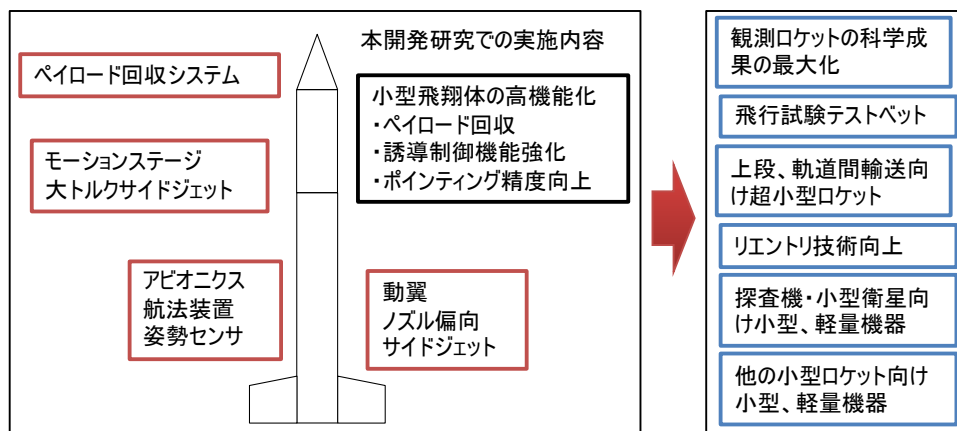 本開発研究での実施内容
ペイロード回収システム
小型飛翔体の高機能化
・ペイロード回収
・誘導制御機能強化
・ポインティング精度向上
モーションステージ
大トルクサイドジェット
アビオニクス
航法装置
姿勢センサ
動翼
ノズル偏向
サイドジェット
観測ロケットの科学成
果の最大化
飛行試験テストベット
上段、軌道間輸送向
け超小型ロケット
リエントリ技術向上
探査機・小型衛星向
け小型、軽量機器
他の小型ロケット向け
小型、軽量機器